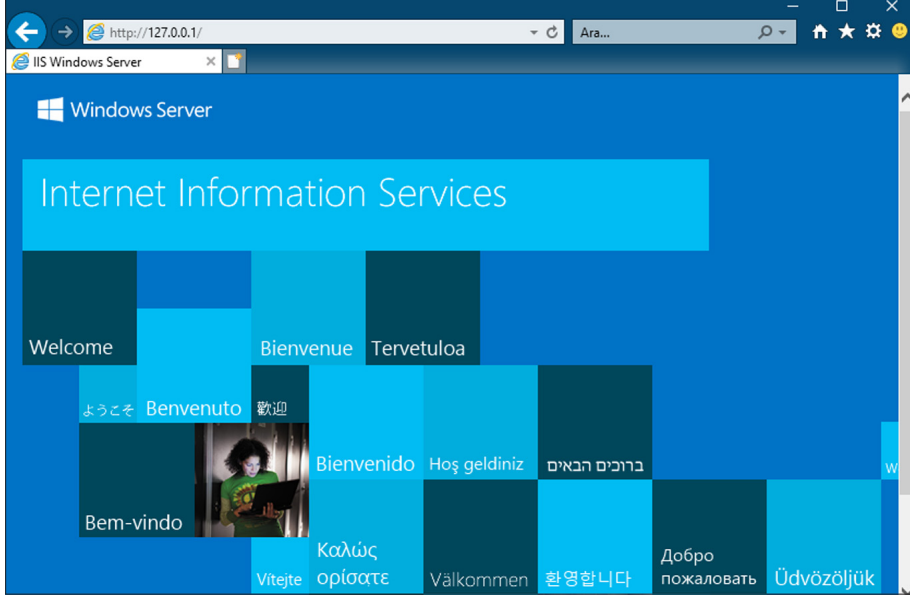 http://127.0.0.1/
Ara...
IIS Windows Server
Windows Server
Internet Information Services
Welcome
Bienvenue
Tervetuloa
ようこそ
Benvenuto
歡迎
Bienvenido
Hoş geldiniz
ברוכים הבאים
Bem-vindo
Vítejte
Καλώς
ορίσατε
Välkommen
환영합니다
Добро
пожаловать
Üdvözöljük
W